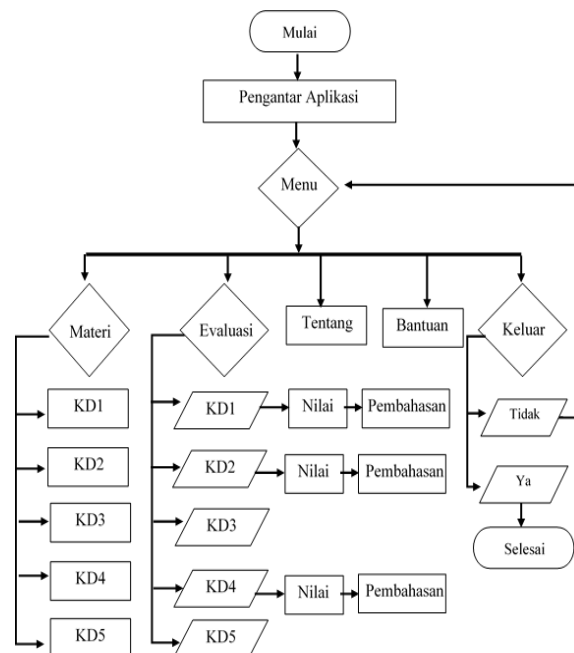 Mulai
Pengantar Aplikasi
Menu
Materi
Evaluasi
Tentang
Bantuan
Keluar
KD1
KD1
Nilai
Pembahasan
Tidak
KD2
KD2
Nilai
Pembahasan
Ya
KD3
KD3
Selesai
KD4
KD4
Nilai
Pembahasan
KD5
KD5